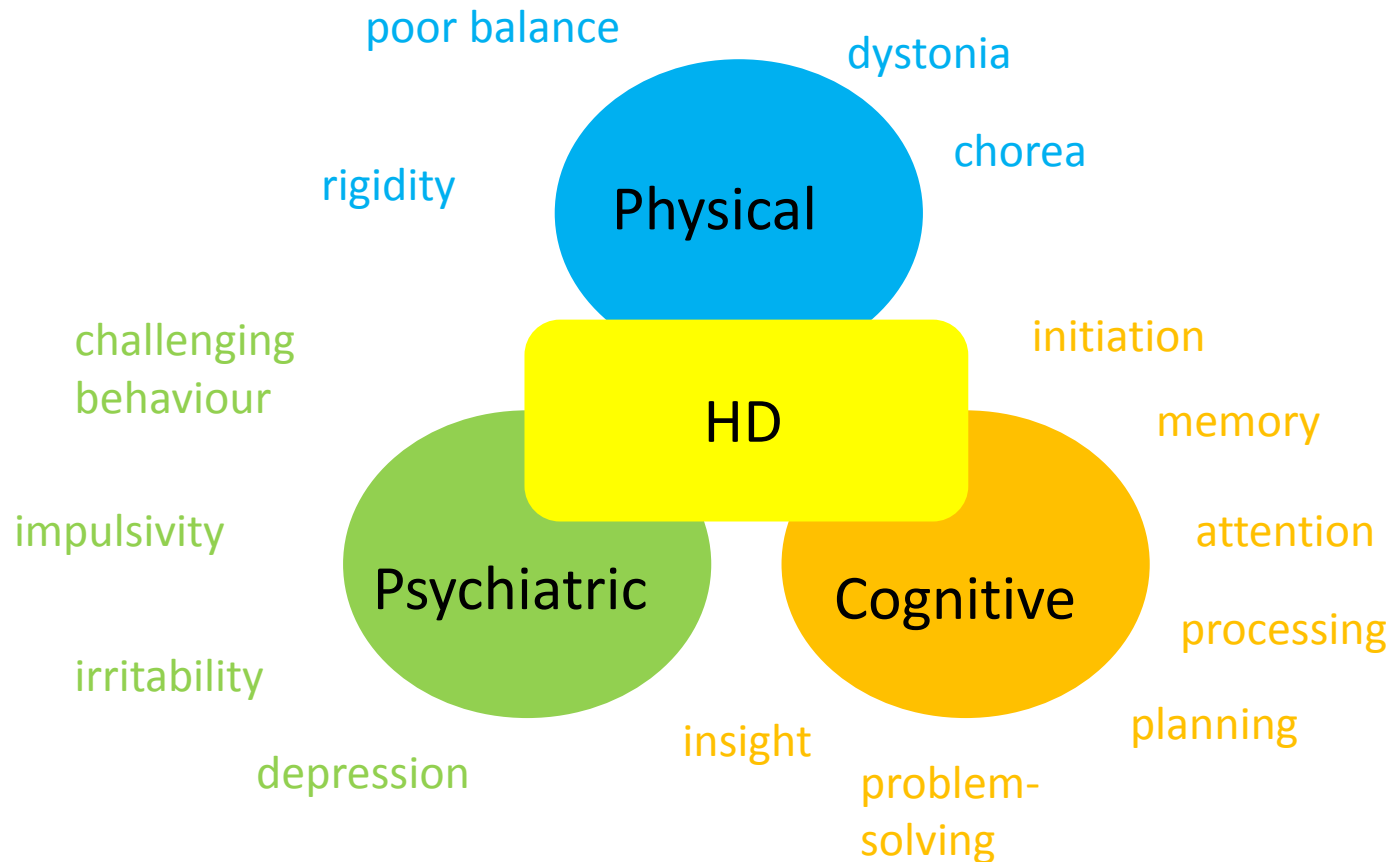 poor balance
dystonia
chorea
rigidity
Physical
challenging
behaviour
initiation
HD
memory
impulsivity
attention
Psychiatric
Cognitive
processing
irritability
planning
insight
depression
problem-
solving